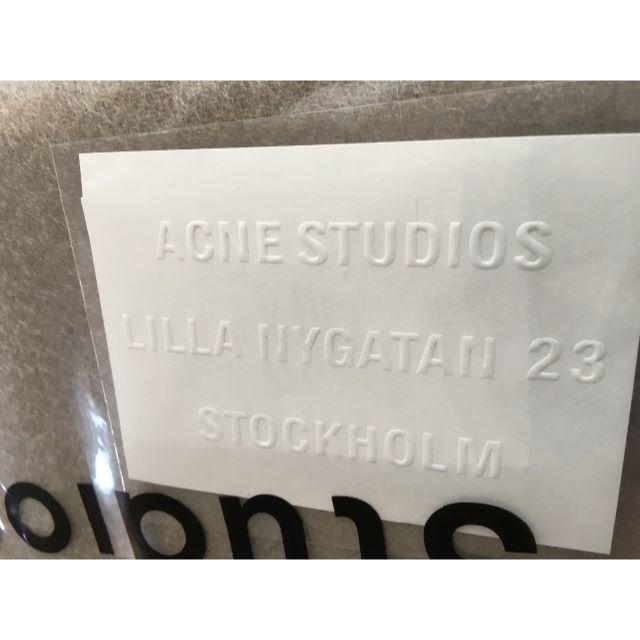 ACNE STUDIOS
LILLA NYGATAN 23
STOCKHOLM